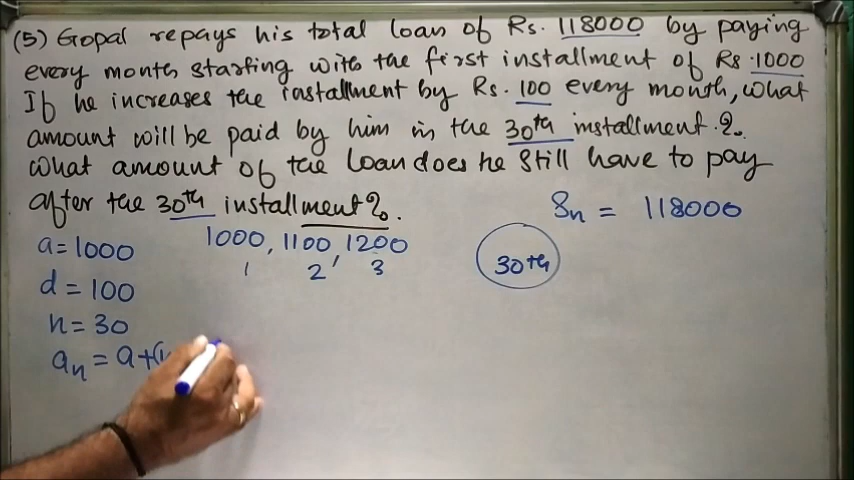 (5) Gopal repays his total loan of Rs. 118000 by paying
every month starting with the first installment of Rs.1000
If he increases the installment by Rs. 100 every month, what
amount will be paid by him in the 30th installment.?
What amount of the loan does he still have to pay
after the 30th installment?
Sn = 118000
a=1000
1000, 1100, 1200
1 2 3
30th
d = 100
n = 30
an = a+(